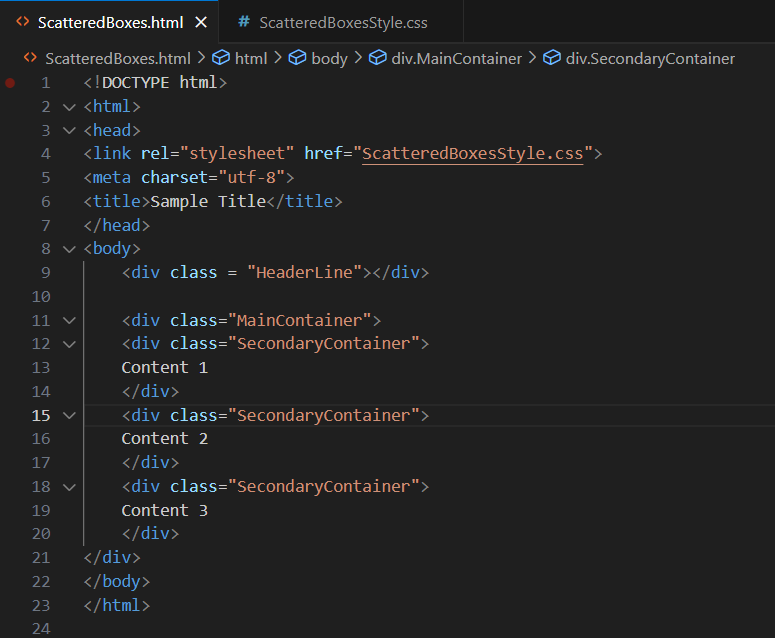 ScatteredBoxes.html
# ScatteredBoxesStyle.css
ScatteredBoxes.html > html > body > div.MainContainer > div.SecondaryContainer
1 <!DOCTYPE html>
2 <html>
3 <head>
4 <link rel="stylesheet" href="ScatteredBoxesStyle.css">
5 <meta charset="utf-8">
6 <title>Sample Title</title>
7 </head>
8 <body>
9 <div class = "HeaderLine"></div>
10
11 <div class="MainContainer">
12 <div class="SecondaryContainer">
13 Content 1
14 </div>
15 <div class="SecondaryContainer">
16 Content 2
17 </div>
18 <div class="SecondaryContainer">
19 Content 3
20 </div>
21 </div>
22 </body>
23 </html>
24